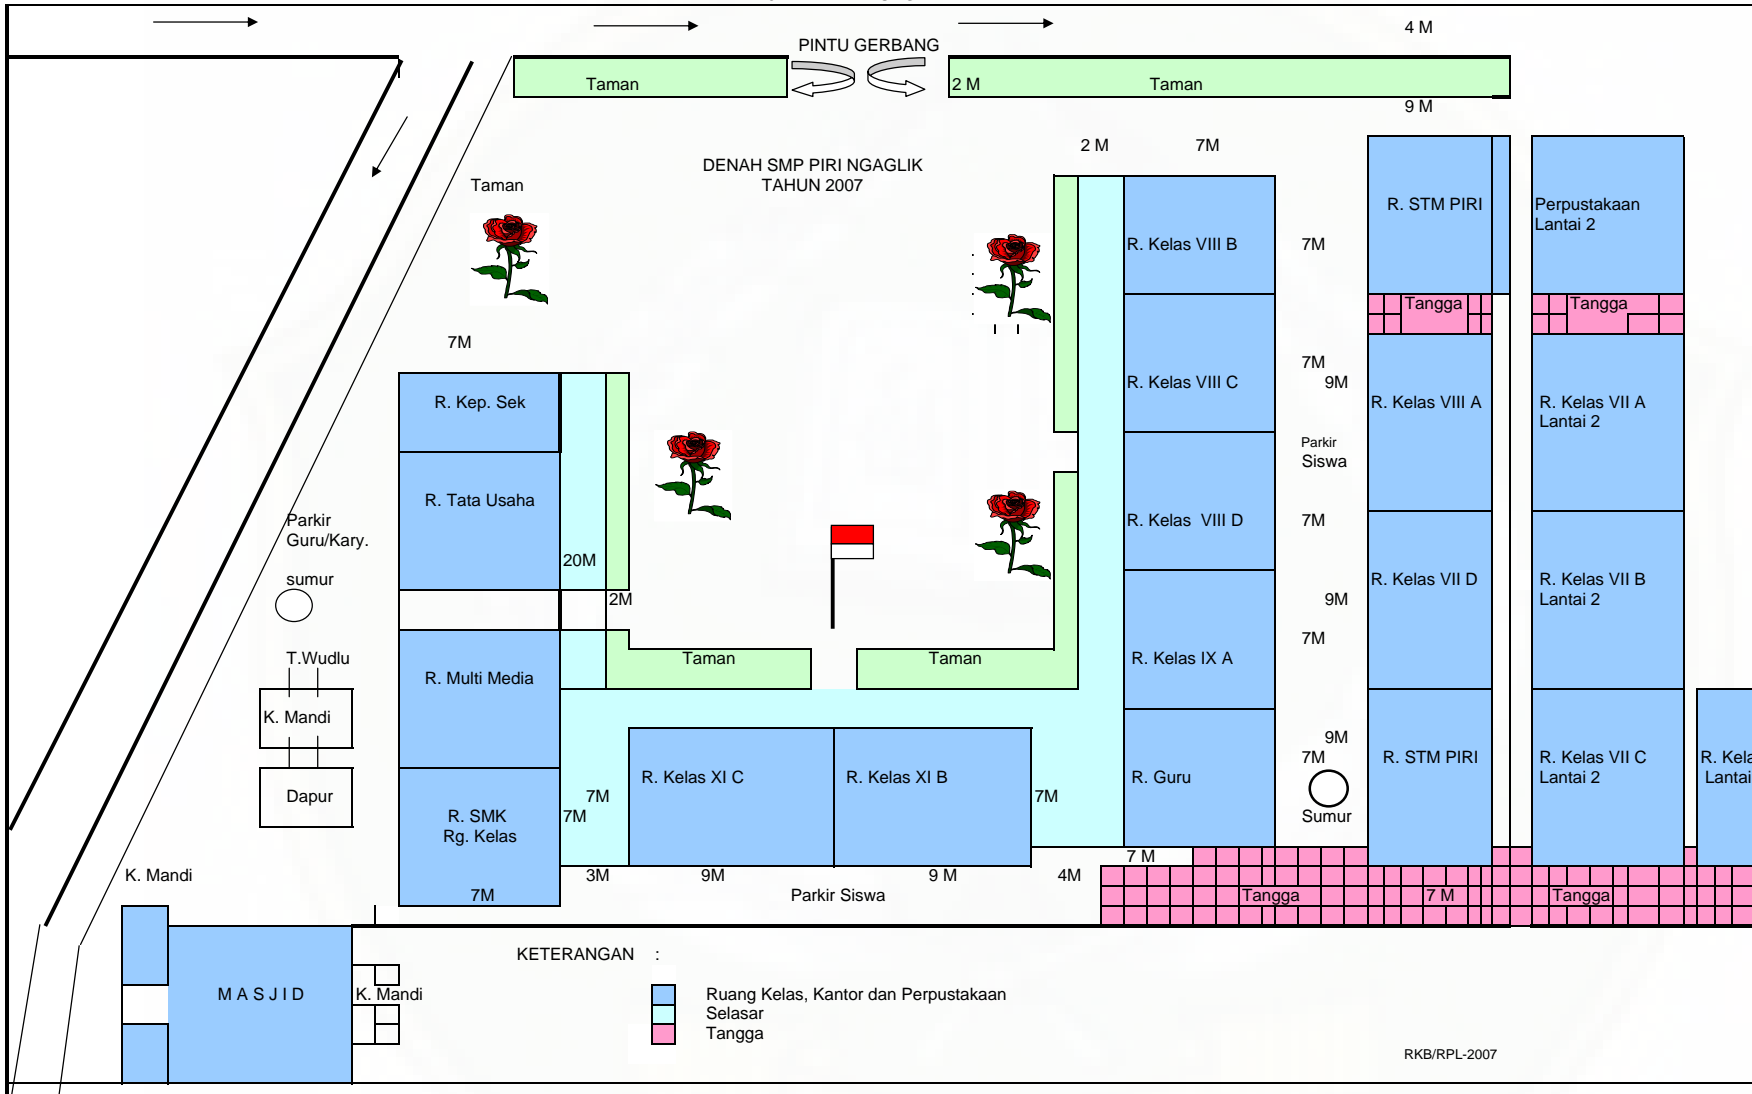 4 M
PINTU GERBANG
Taman
2 M
Taman
9 M
2 M
7M
DENAH SMP PIRI NGAGLIK
TAHUN 2007
Taman
R. STM PIRI
Perpustakaan
Lantai 2
R. Kelas VIII B
7M
Tangga
Tangga
7M
7M
9M
R. Kelas VIII C
R. Kep. Sek
R. Kelas VIII A
R. Kelas VII A
Lantai 2
Parkir
Siswa
R. Tata Usaha
Parkir
Guru/Kary.
R. Kelas  VIII D
7M
20M
sumur
R. Kelas VII D
R. Kelas VII B
Lantai 2
2M
9M
7M
T.Wudlu
Taman
Taman
R. Kelas IX A
R. Multi Media
K. Mandi
9M
7M
R. STM PIRI
R. Kelas VII C
Lantai 2
R. Kela
Lantai
R. Kelas XI C
R. Kelas XI B
R. Guru
Dapur
7M
7M
7M
R. SMK
Rg. Kelas
Sumur
7 M
K. Mandi
3M
9M
9 M
4M
7M
Parkir Siswa
Tangga
7 M
Tangga
KETERANGAN :
M A S J I D
K. Mandi
Ruang Kelas, Kantor dan Perpustakaan
Selasar
Tangga
RKB/RPL-2007